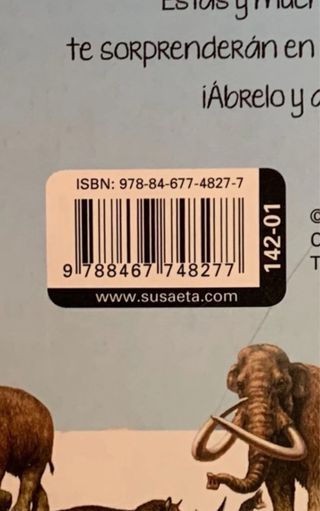 te sorprenderán en
¡Ábrelo y
ISBN: 978-84-677-4827-7
9 788467 748277
142-01
www.susaeta.com
©